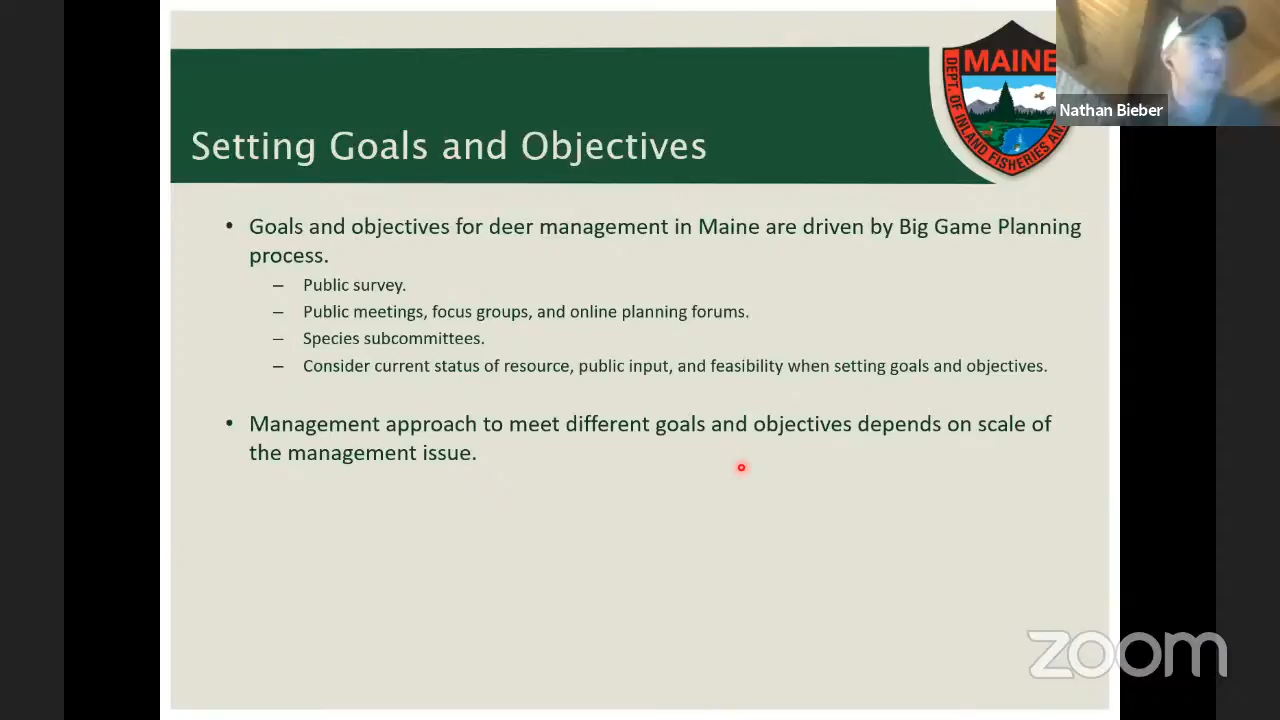 MAINE
DEPT. OF INLAND FISHERIES AN
Nathan Bieber
Setting Goals and Objectives
• Goals and objectives for deer management in Maine are driven by Big Game Planning
process.
– Public survey.
– Public meetings, focus groups, and online planning forums.
– Species subcommittees.
– Consider current status of resource, public input, and feasibility when setting goals and objectives.
• Management approach to meet different goals and objectives depends on scale of
the management issue.
zoom